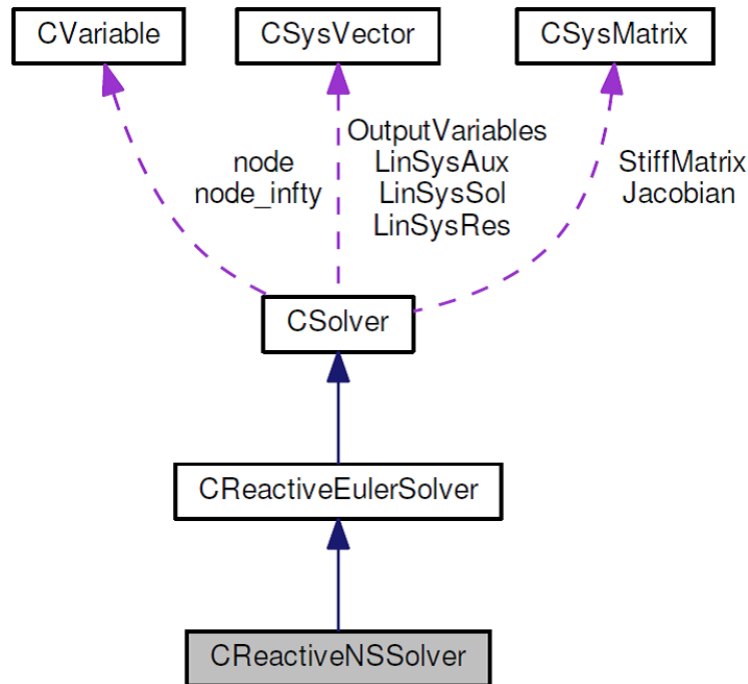 CVariable
CSysVector
CSysMatrix
node
node_infty
OutputVariables
LinSysAux
LinSysSol
LinSysRes
StiffMatrix
Jacobian
CSolver
CReactiveEulerSolver
CReactiveNSSolver